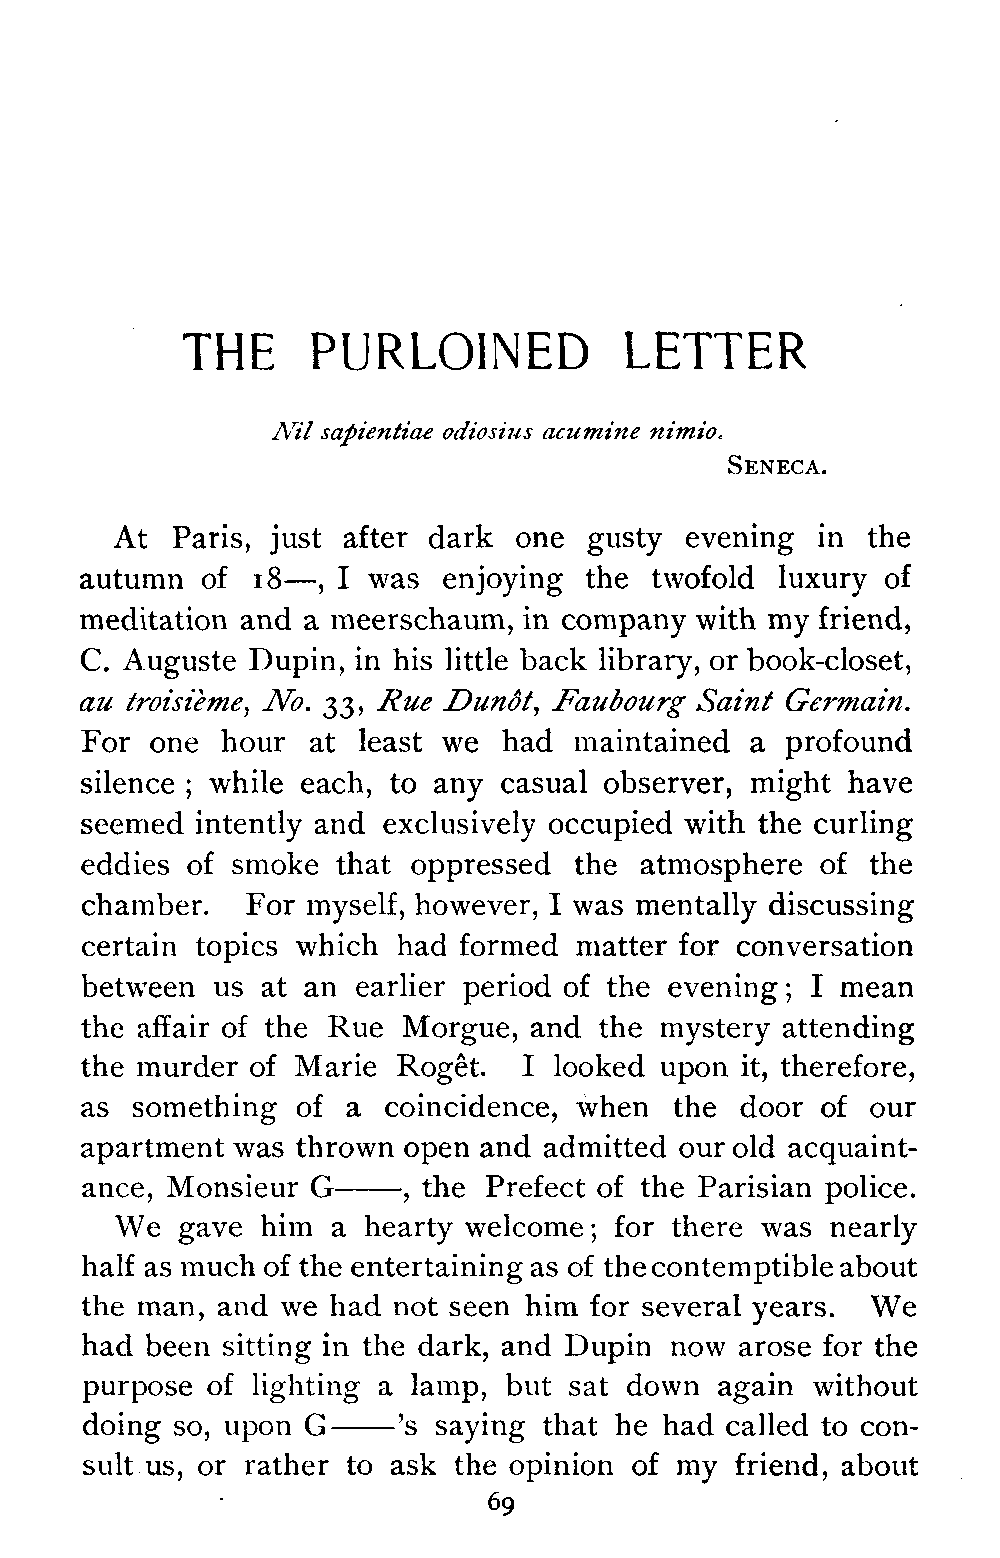 THE PURLOINED LETTER
Nil sapientiae odiosius acumine nimio.
SENECA.
At Paris, just after dark one gusty evening in the
autumn of 18—, I was enjoying the twofold luxury of
meditation and a meerschaum, in company with my friend,
C. Auguste Dupin, in his little back library, or book-closet,
au troisième, No. 33, Rue Dunôt, Faubourg Saint Germain.
For one hour at least we had maintained a profound
silence ; while each, to any casual observer, might have
seemed intently and exclusively occupied with the curling
eddies of smoke that oppressed the atmosphere of the
chamber. For myself, however, I was mentally discussing
certain topics which had formed matter for conversation
between us at an earlier period of the evening ; I mean
the affair of the Rue Morgue, and the mystery attending
the murder of Marie Rogêt. I looked upon it, therefore,
as something of a coincidence, when the door of our
apartment was thrown open and admitted our old acquaint-
ance, Monsieur G——, the Prefect of the Parisian police.
We gave him a hearty welcome ; for there was nearly
half as much of the entertaining as of the contemptible about
the man, and we had not seen him for several years. We
had been sitting in the dark, and Dupin now arose for the
purpose of lighting a lamp, but sat down again without
doing so, upon G——'s saying that he had called to con-
sult us, or rather to ask the opinion of my friend, about
69